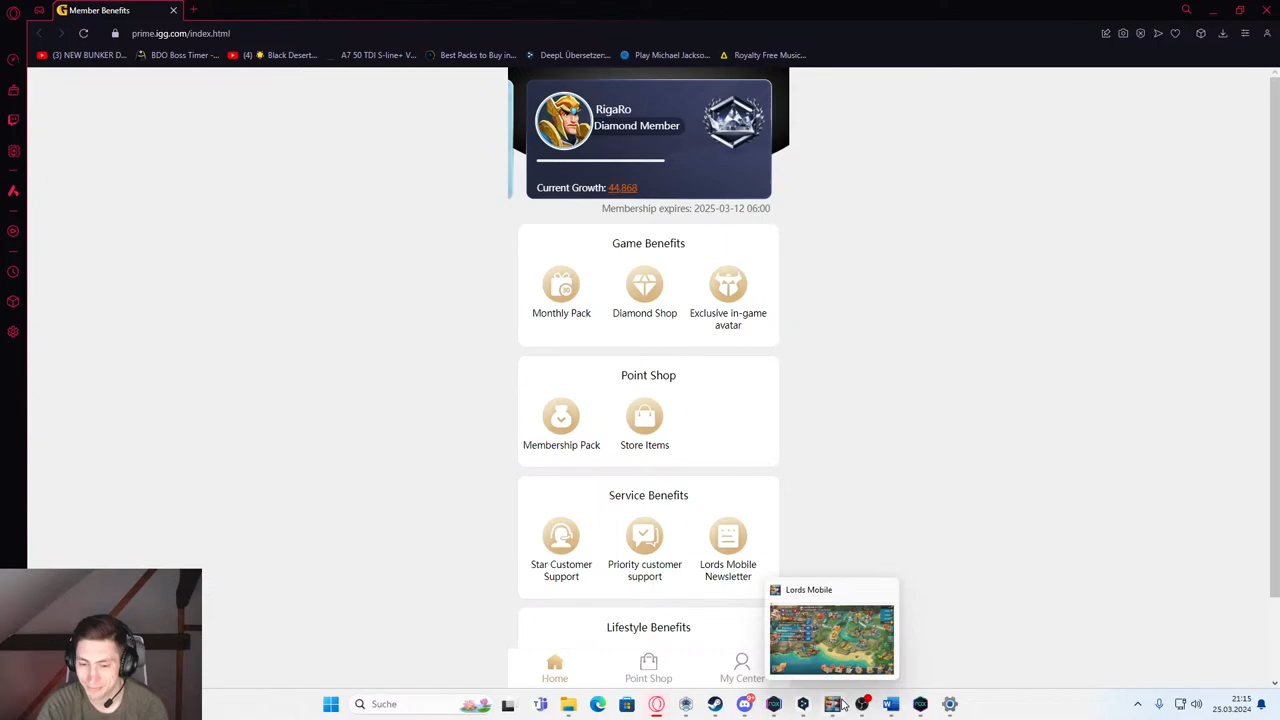 Member Benefits
prime.igg.com/index.html
(3) NEW BUNKER D...
BDO Boss Timer -...
(4) Black Desert...
A7 50 TDI S-line+ V...
Best Packs to Buy in...
DeepL Übersetzer:...
Play Michael Jackso...
Royalty Free Music...
RigaRo
Diamond Member
Current Growth: 44,868
Membership expires: 2025-03-12 06:00
Game Benefits
Monthly Pack
Diamond Shop
Exclusive in-game
avatar
Point Shop
Membership Pack
Store Items
Service Benefits
Star Customer
Support
Priority customer
support
Lords Mobile
Newsletter
Lords Mobile
Lifestyle Benefits
Home
Point Shop
My Center
Suche
21:15
25.03.2024